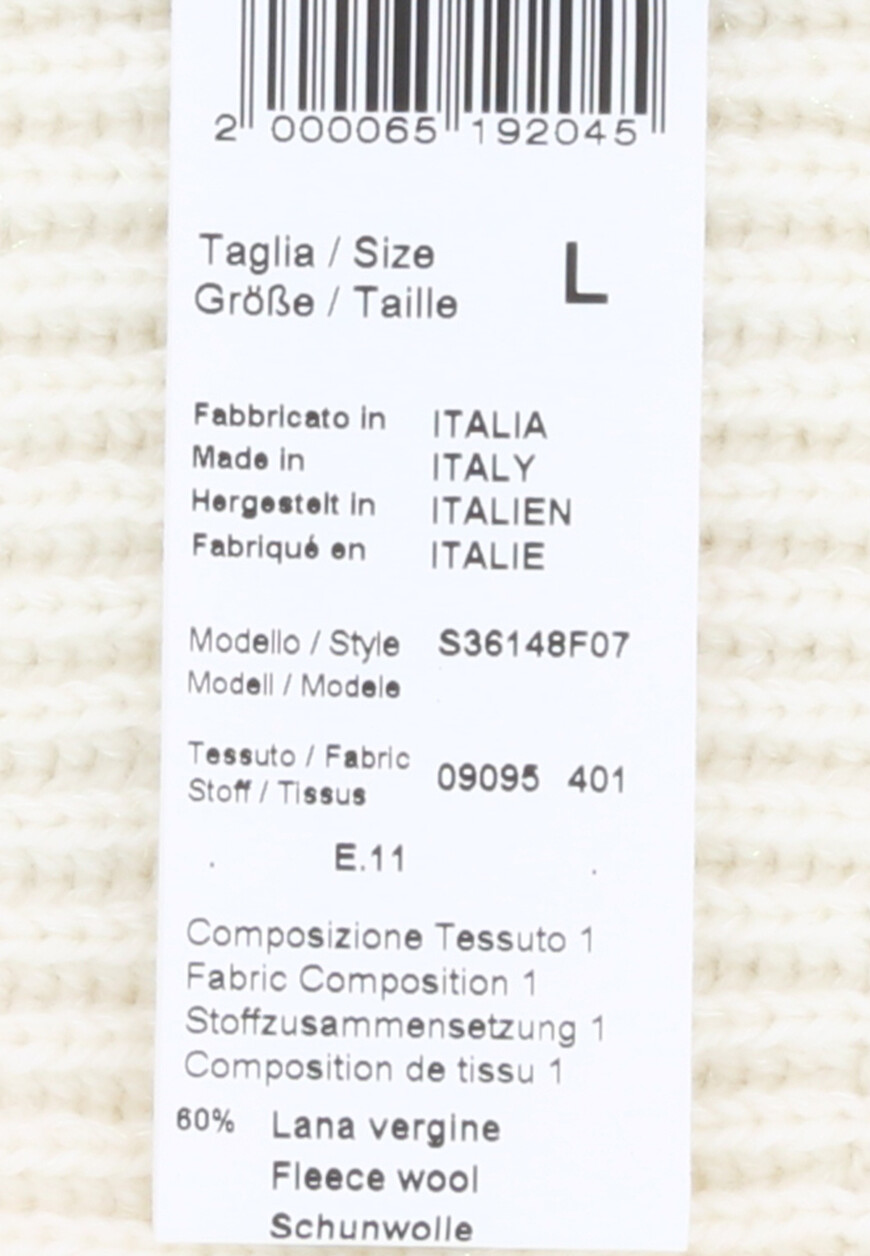 2 000065 192045
Taglia / Size L
Größe / Taille
Fabbricato in ITALIA
Made in ITALY
Hergestelt in ITALIEN
Fabriqué en ITALIE
Modello / Style S36148F07
Modell / Modele
Tessuto / Fabric 09095 401
Stoff / Tissus
E.11
Composizione Tessuto 1
Fabric Composition 1
Stoffzusammensetzung 1
Composition de tissu 1
60% Lana vergine
Fleece wool
Schunwolle